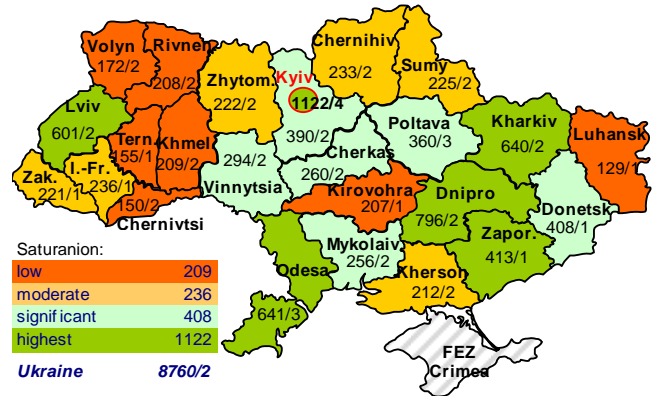 Volyn
172/2
Rivnen
208/2
Zhytom.
222/2
Kyiv
1122/4
390/2
Chernihiv
233/2
Sumy
225/2
Lviv
601/2
Tern.
155/1
Khmel
209/2
Zak.
221/1
I.-Fr.
236/1
150/2
Chernivtsi
294/2
Vinnytsia
Cherkas
260/2
Poltava
360/3
Kharkiv
640/2
Luhansk
129/1
Kirovohra
207/1
Dnipro
796/2
Donetsk
408/1
Zapor.
413/1
Mykolaiv
256/2
Odesa
641/3
Kherson
212/2
FEZ
Crimea
Saturanion:
low 209
moderate 236
significant 408
highest 1122
Ukraine 8760/2